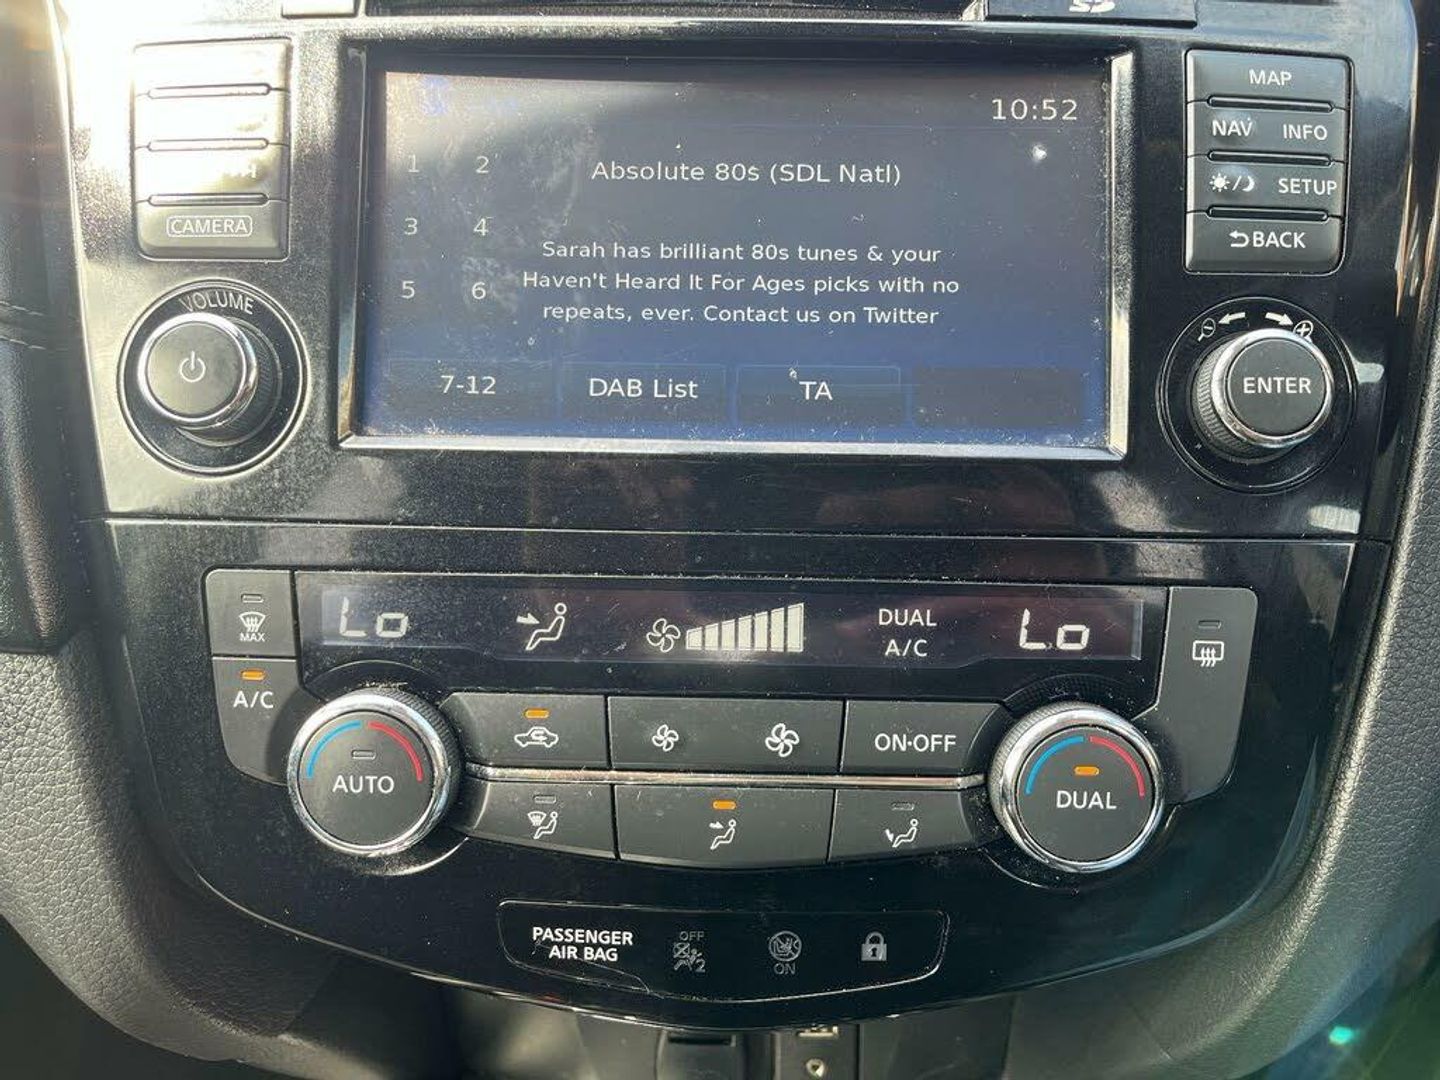 SD
10:52
MAP
NAV INFO
SETUP
BACK
CAMERA
VOLUME
1 2
3 4
5 6
Absolute 80s (SDL Natl)
Sarah has brilliant 80s tunes & your
Haven't Heard It For Ages picks with no
repeats, ever. Contact us on Twitter
7-12
DAB List
TA
ENTER
MAX
A/C
Lo
DUAL
A/C
Lo
AUTO
ON·OFF
DUAL
PASSENGER
AIR BAG
OFF
2
ON